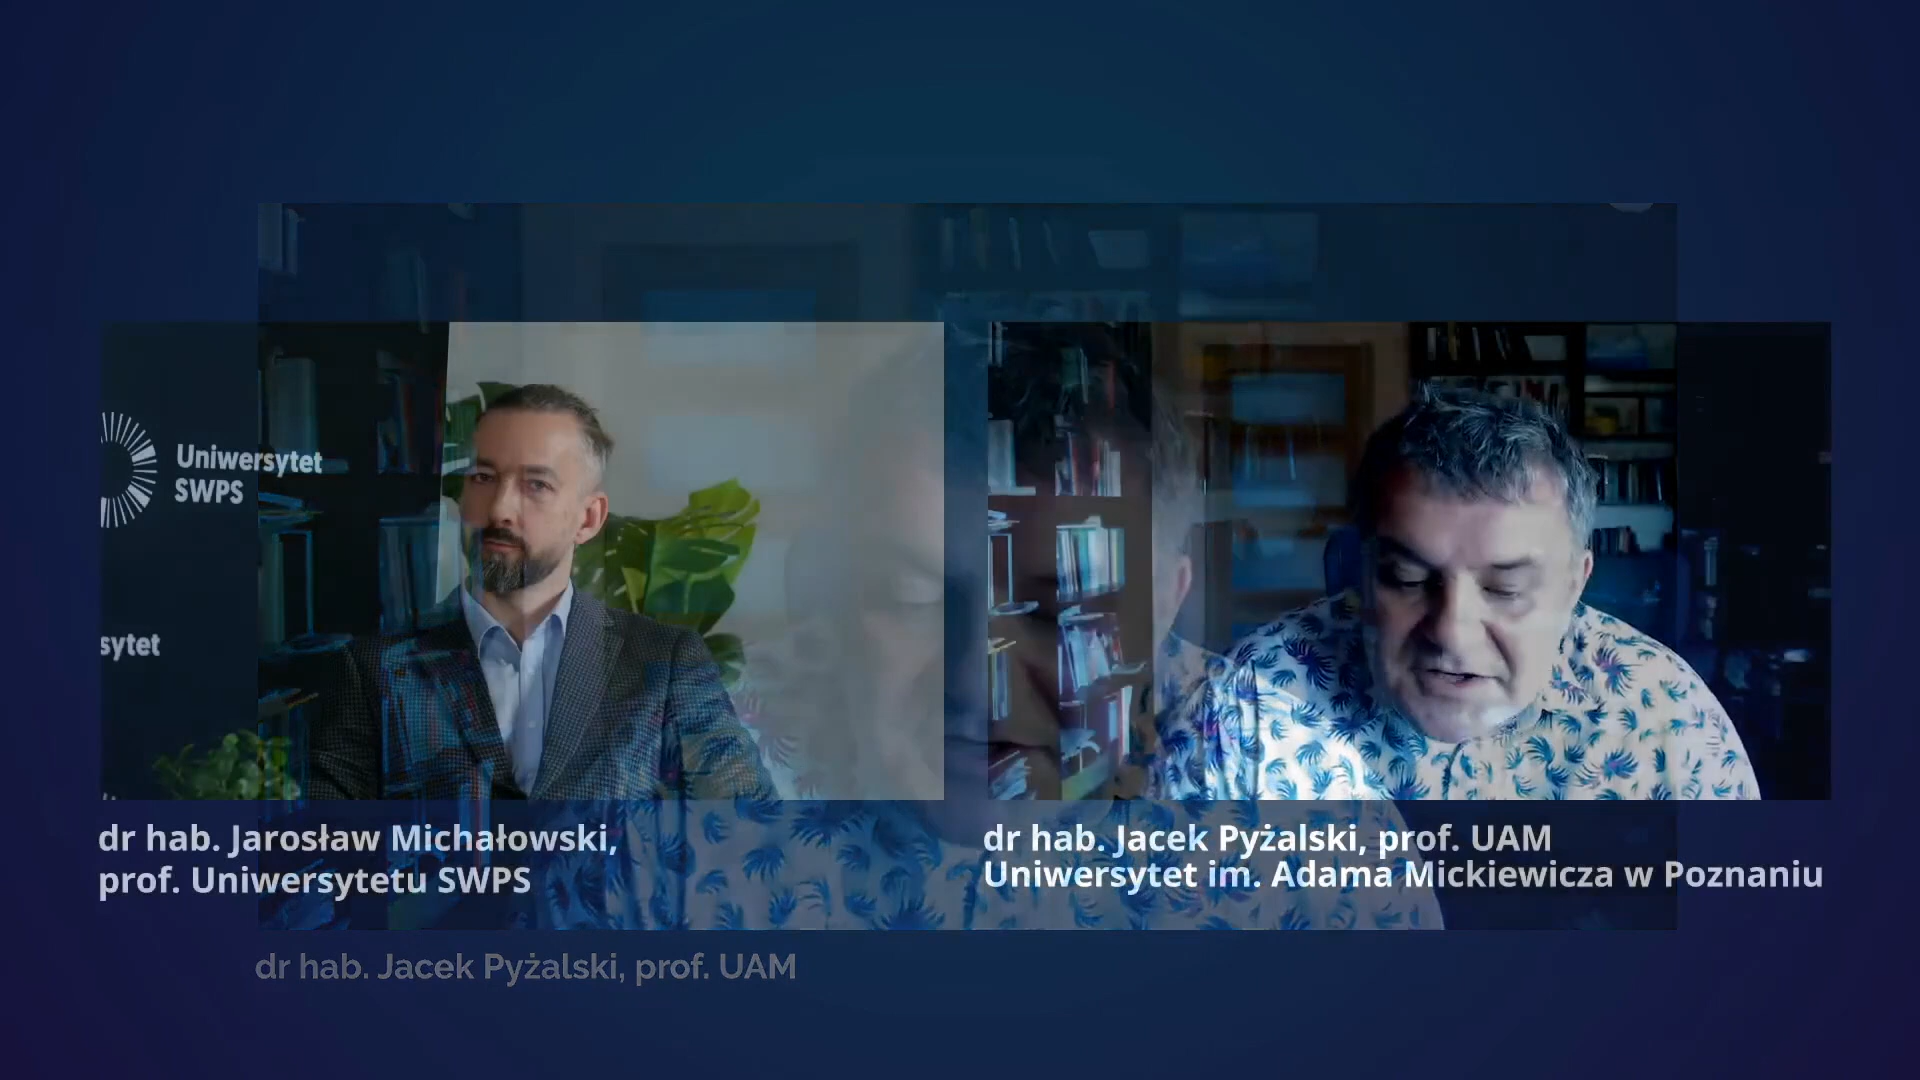 Uniwersytet
SWPS
sytet
dr hab. Jarosław Michałowski,
prof. Uniwersytetu SWPS
dr hab. Jacek Pyżalski, prof. UAM
Uniwersytet im. Adama Mickiewicza w Poznaniu
dr hab. Jacek Pyżalski, prof. UAM